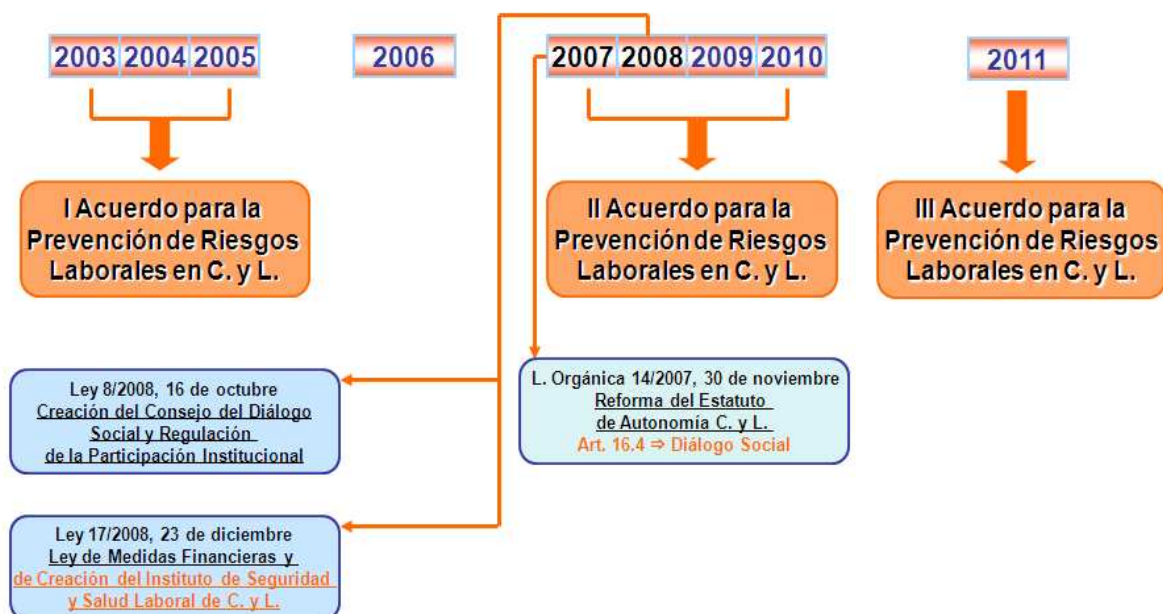 2003 2004 2005
2006
2007 2008 2009 2010
2011
I Acuerdo para la
Prevención de Riesgos
Laborales en C. y L.
II Acuerdo para la
Prevención de Riesgos
Laborales en C. y L.
III Acuerdo para la
Prevención de Riesgos
Laborales en C. y L.
Ley 8/2008, 16 de octubre
Creación del Consejo del Diálogo
Social y Regulación
de la Participación Institucional
L. Orgánica 14/2007, 30 de noviembre
Reforma del Estatuto
de Autonomía C. y L.
Art. 16.4 ⇒ Diálogo Social
Ley 17/2008, 23 de diciembre
Ley de Medidas Financieras y
de Creación del Instituto de Seguridad
y Salud Laboral de C. y L.